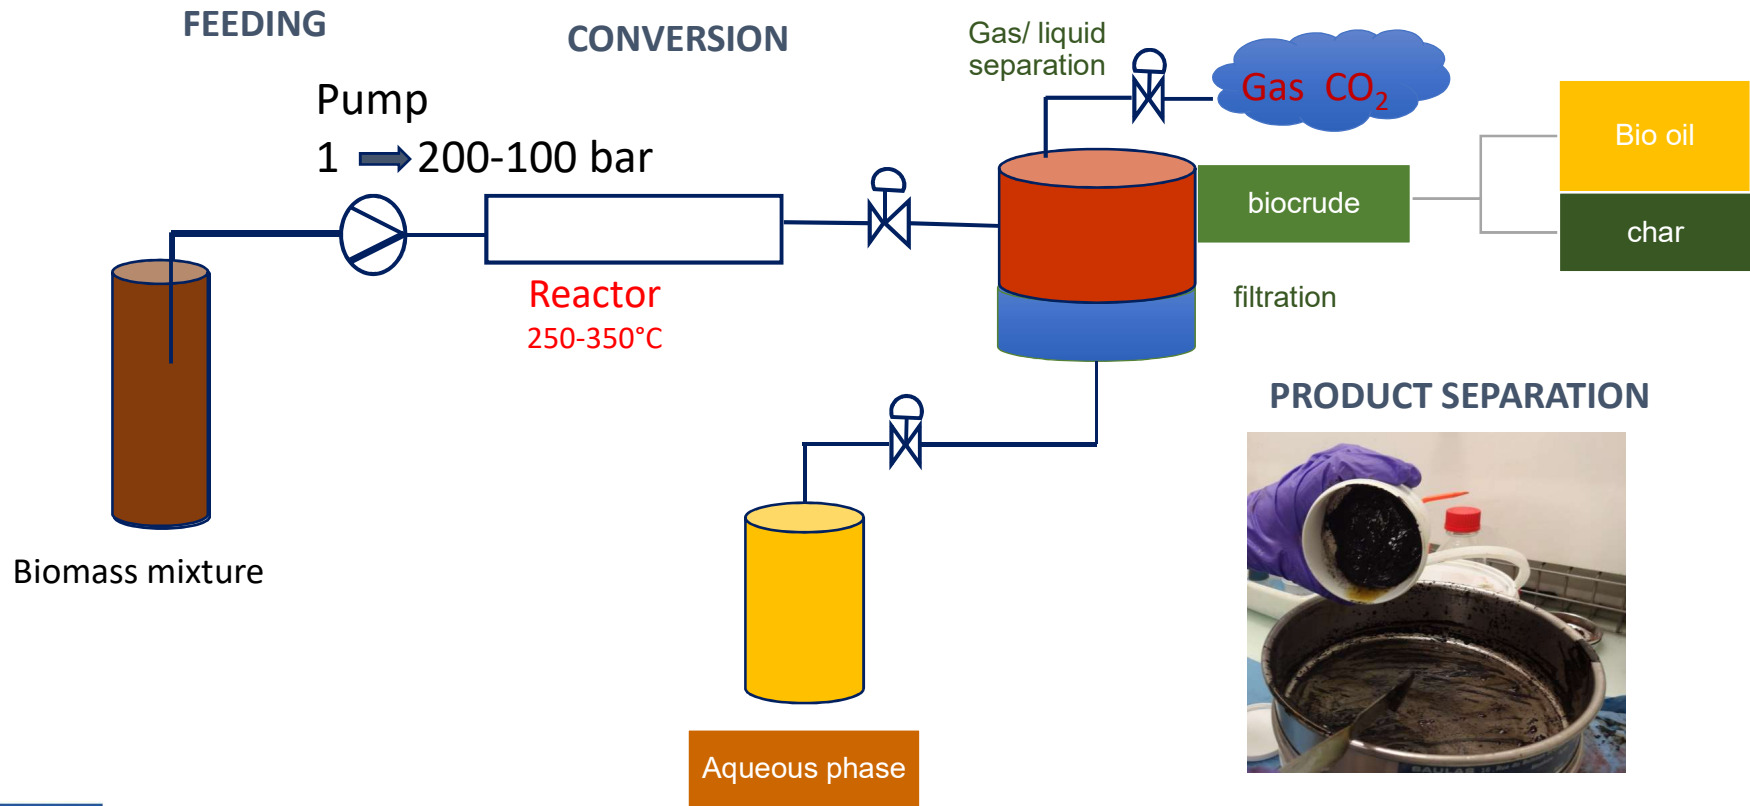 FEEDING
CONVERSION
Gas/ liquid
separation
Gas CO₂
Pump
1 200-100 bar
Bio oil
biocrude
char
Reactor
250-350°C
filtration
PRODUCT SEPARATION
Biomass mixture
Aqueous phase